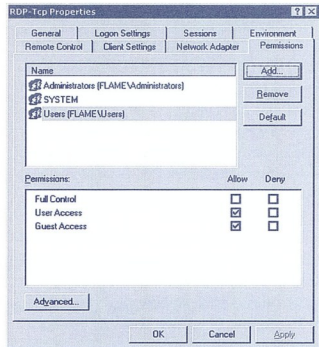 RDP-Tcp Properties
General Logon Settings Sessions Environment
Remote Control Client Settings Network Adapter Permissions
Name
Add...
Administrators (FLAME\Administrators)
SYSTEM
Remove
Users (FLAME\Users)
Default
Permissions: Allow Deny
Full Control
User Access
Guest Access
Advanced...
OK Cancel Apply